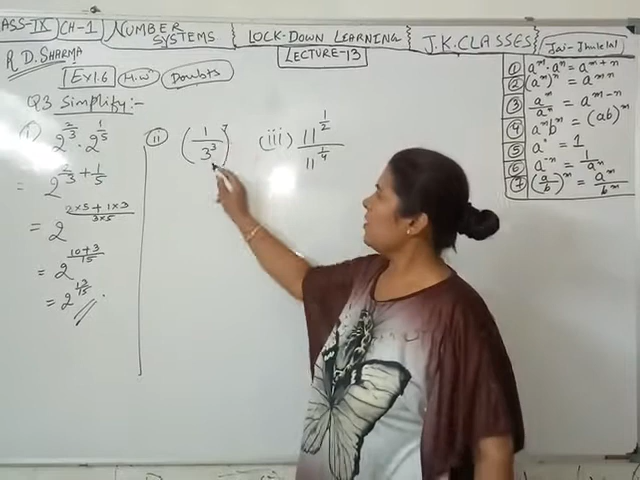 ASS-IX CH-1 NUMBER SYSTEMS LOCK-DOWN LEARNING J.K.CLASSES Jai-Jhulelal
R.D.SHARMA LECTURE-13
Ex 1.6 H.W Doubts
Q3 Simplify:-
i) 2^(2/3) · 2^(1/5)
= 2^(2/3 + 1/5)
= 2^((2×5 + 1×3)/(3×5))
= 2^((10+3)/15)
= 2^(13/15)
ii) (1/3^3)^7
(iii) 11^(1/2)/11^(1/4)
① a^m · a^n = a^(m+n)
② (a^m)^n = a^(mn)
③ a^m/a^n = a^(m-n)
④ a^m b^m = (ab)^m
⑤ a^0 = 1
⑥ a^(-n) = 1/a^n
⑦ (a/b)^m = a^m/b^m